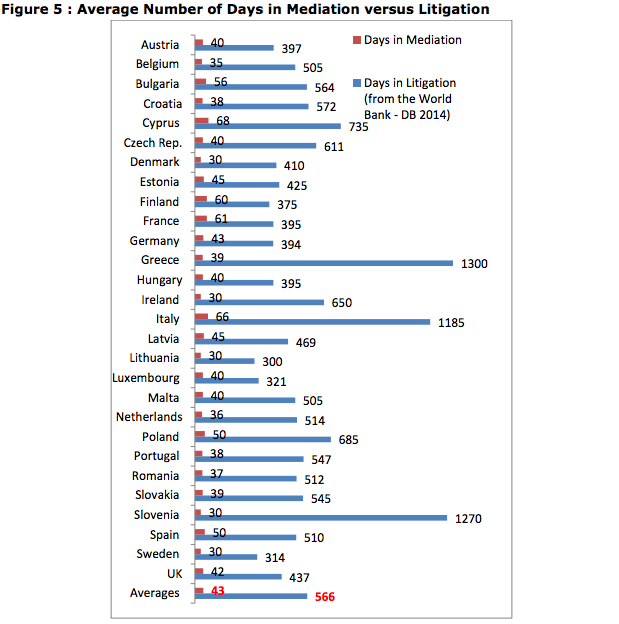 Figure 5 : Average Number of Days in Mediation versus Litigation
Days in Mediation
Days in Litigation
(from the World
Bank - DB 2014)
Austria 40 397
Belgium 35 505
Bulgaria 56 564
Croatia 38 572
Cyprus 68 735
Czech Rep. 40 611
Denmark 30 410
Estonia 45 425
Finland 60 375
France 61 395
Germany 43 394
Greece 39 1300
Hungary 40 395
Ireland 30 650
Italy 66 1185
Latvia 45 469
Lithuania 30 300
Luxembourg 40 321
Malta 40 505
Netherlands 36 514
Poland 50 685
Portugal 38 547
Romania 37 512
Slovakia 39 545
Slovenia 30 1270
Spain 50 510
Sweden 30 314
UK 42 437
Averages 43 566